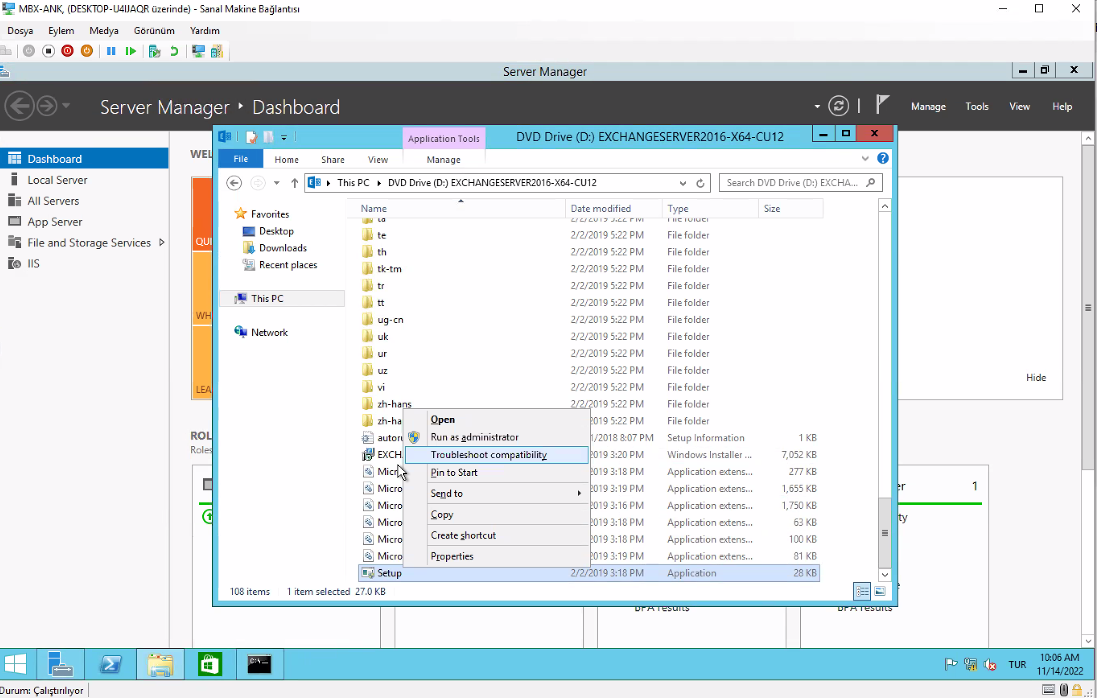 MBX-ANK, (DESKTOP-U4UAQR üzerinde) - Sanal Makine Bağlantısı
Dosya Eylem Medya Görünüm Yardım
Server Manager
Server Manager ‣ Dashboard
Manage Tools View Help
Dashboard
Local Server
All Servers
App Server
File and Storage Services
IIS
WEL
QUI
WH
LEA
Hide
ROL
Roles
Application Tools
DVD Drive (D:) EXCHANGESERVER2016-X64-CU12
File Home Share View Manage
This PC ▸ DVD Drive (D:) EXCHANGESERVER2016-X64-CU12
Search DVD Drive (D:) EXCHA...
Favorites
Desktop
Downloads
Recent places
This PC
Network
Name Date modified Type Size
ta 2/2/2019 5:22 PM File folder
te 2/2/2019 5:22 PM File folder
th 2/2/2019 5:22 PM File folder
tk-tm 2/2/2019 5:22 PM File folder
tr 2/2/2019 5:22 PM File folder
tt 2/2/2019 5:22 PM File folder
ug-cn 2/2/2019 5:22 PM File folder
uk 2/2/2019 5:22 PM File folder
ur 2/2/2019 5:22 PM File folder
uz 2/2/2019 5:22 PM File folder
vi 2/2/2019 5:22 PM File folder
zh-hans 2/2/2019 5:22 PM File folder
zh-ha 2019 5:22 PM File folder
autoru 1/2018 8:07 PM Setup Information 1 KB
EXCH 2019 3:20 PM Windows Installer ... 7,052 KB
Micr 2019 3:18 PM Application extens... 277 KB
Micro 2019 3:19 PM Application extens... 1,655 KB
Micro 2019 3:16 PM Application extens... 1,750 KB
Micro 2019 3:18 PM Application extens... 63 KB
Micro 2019 3:18 PM Application extens... 100 KB
Micro 2019 3:19 PM Application extens... 81 KB
Setup 2/2/2019 3:18 PM Application 28 KB
Open
Run as administrator
Troubleshoot compatibility
Pin to Start
Send to
Copy
Create shortcut
Properties
108 items 1 item selected 27.0 KB
er 1
ty
e
BPA results
BPA results
TUR
10:06 AM
11/14/2022
Durum: Çalıştırılıyor